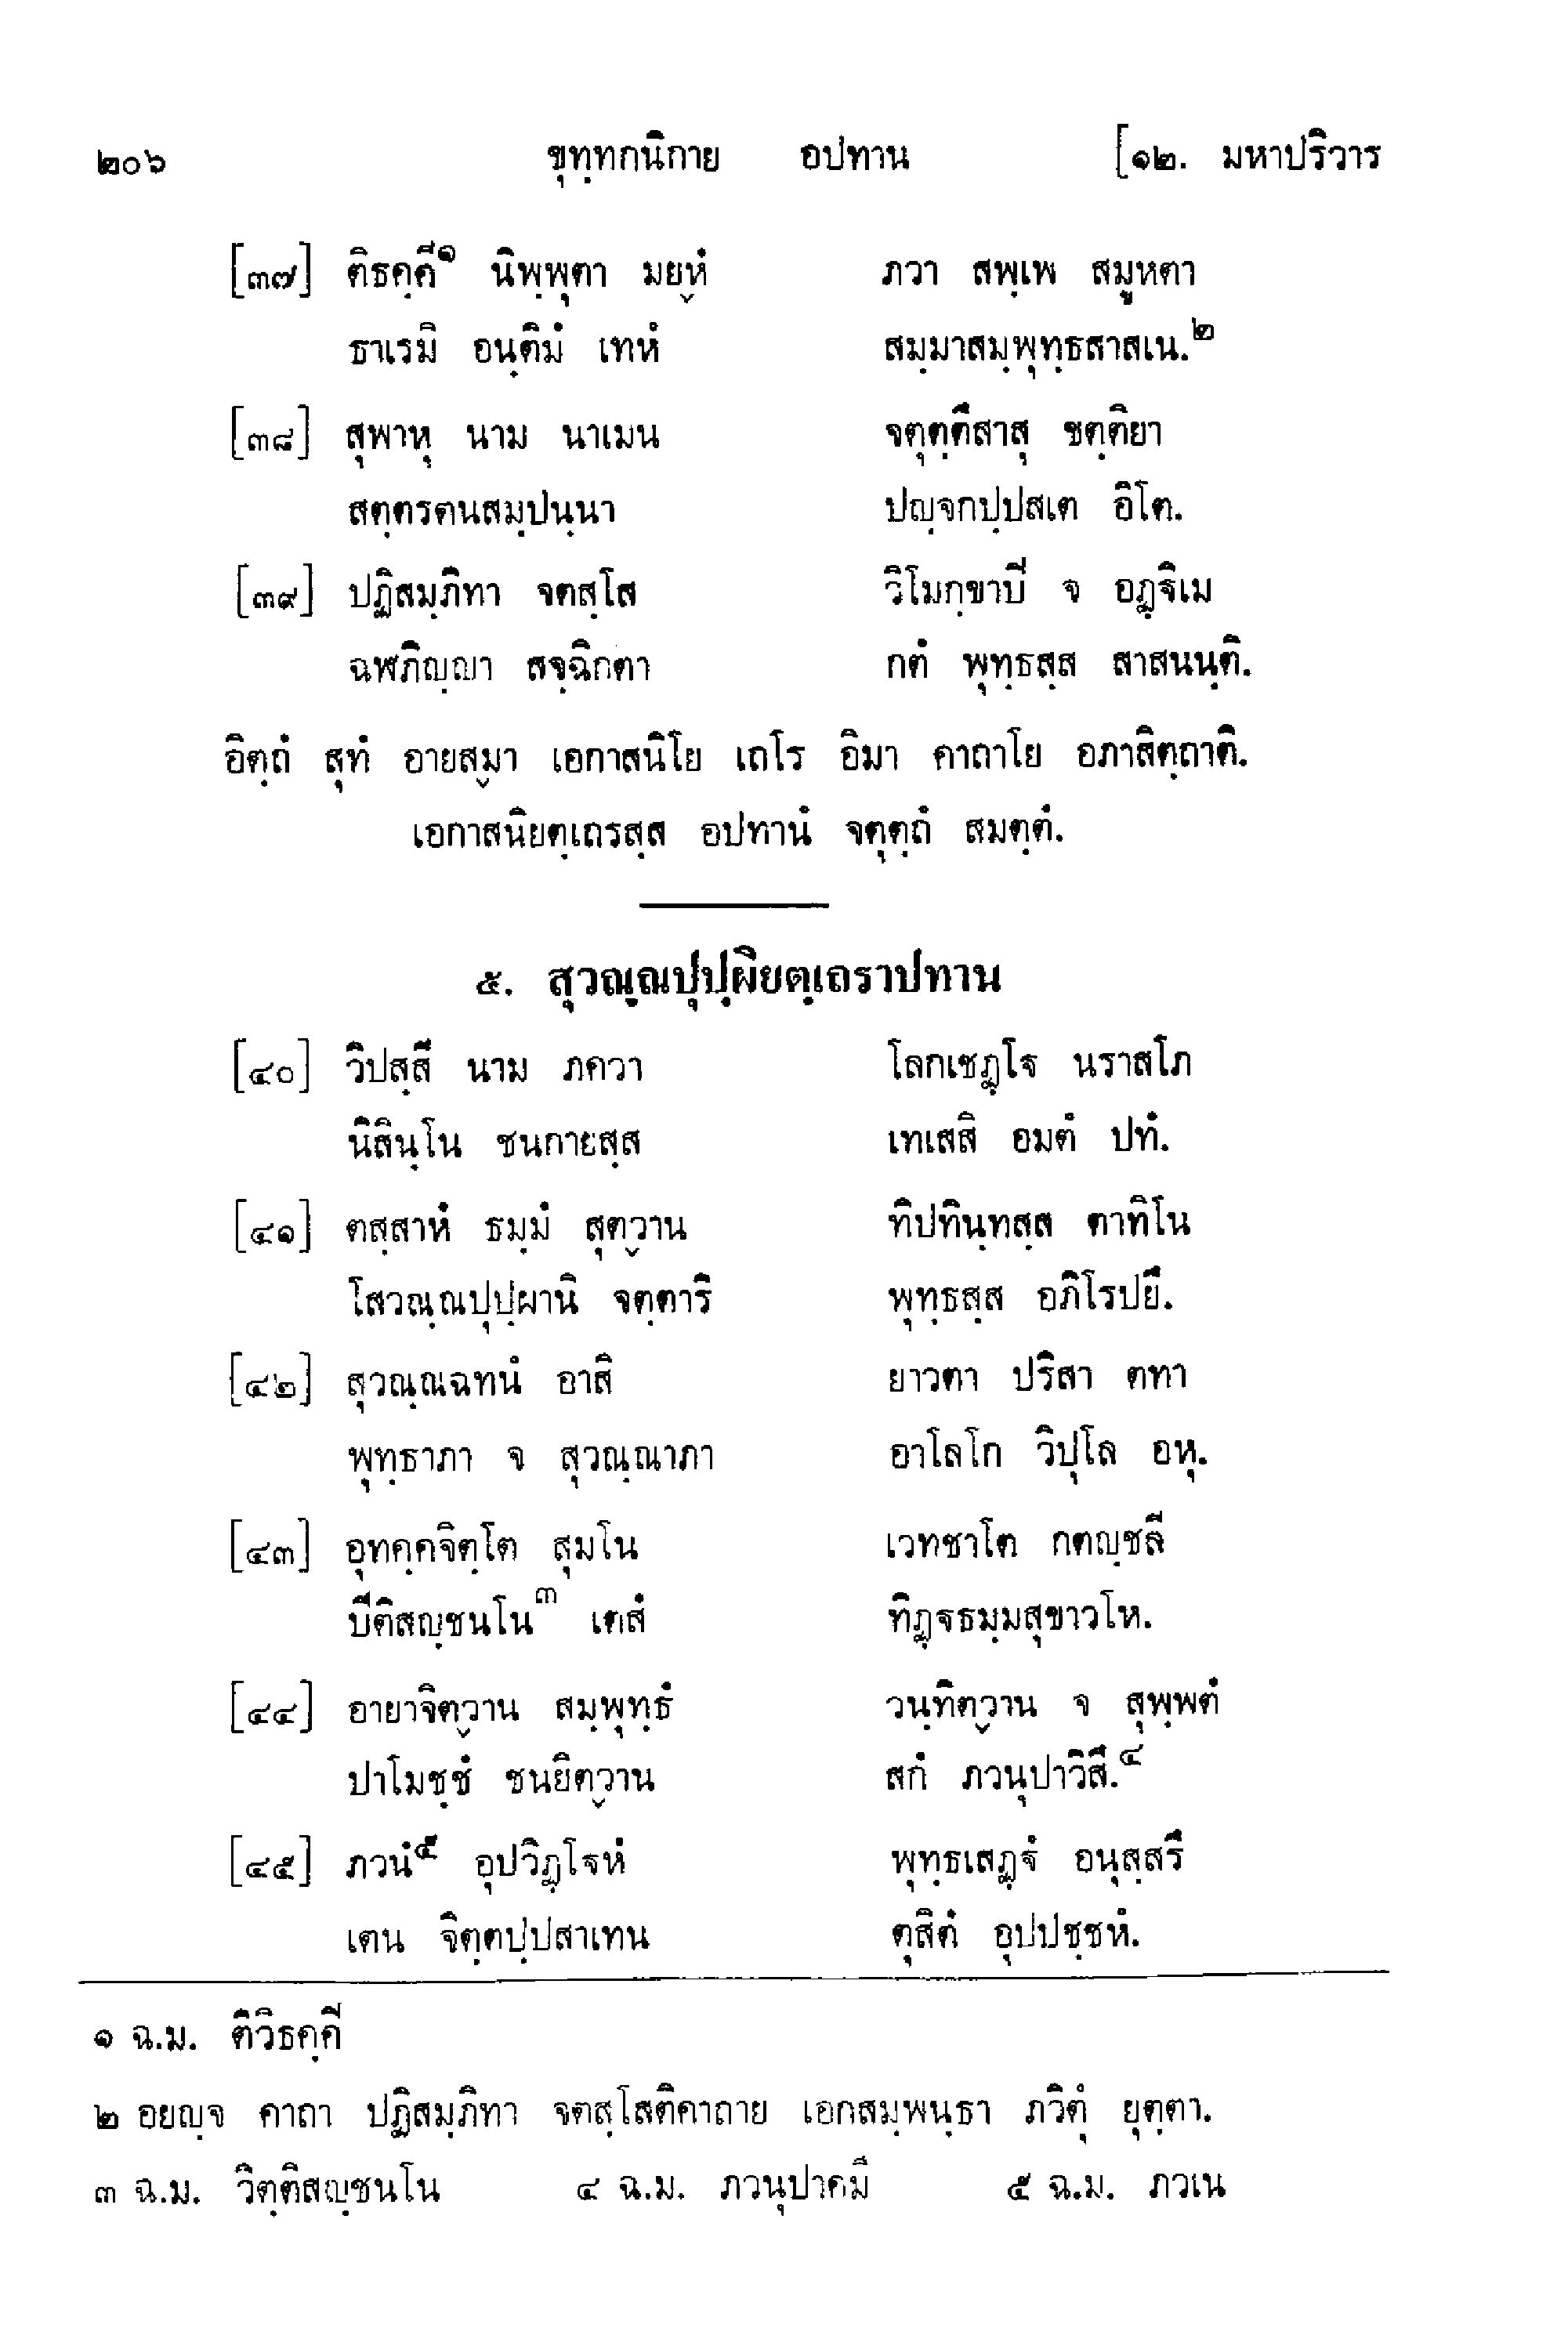 ๒๐๖ ขุทฺทกนิกาย อปทาน [๑๒. มหาปริวาร
[๓๗] ติธคฺคี๑ นิพฺพุตา มยฺหํ ภวา สพฺเพ สมูหตา
ธาเรมิ อนฺติมํ เทหํ สมฺมาสมฺพุทฺธสาสเน.๒
[๓๘] สุพาหุ นาม นาเมน จตุตฺตึสาสุ ขตฺติยา
สตฺตรตนสมฺปนฺนา ปญฺจกปฺปสเต อิโต.
[๓๙] ปฏิสมฺภิทา จตสฺโส วิโมกฺขาปี จ อฏฺฐิเม
ฉฬภิญฺญา สจฺฉิกตา กตํ พุทฺธสฺส สาสนนฺติ.
อิตฺถํ สุทํ อายสฺมา เอกาสนิโย เถโร อิมา คาถาโย อภาสิตฺถาติ.
เอกาสนิยตฺเถรสฺส อปทานํ จตุตฺถํ สมตฺตํ.
๕. สุวณฺณปุปฺผิยตฺเถราปทาน
[๔๐] วิปสฺสี นาม ภควา โลกเชฏฺโฐ นราสโภ
นิสินฺโน ชนกายสฺส เทเสสิ อมตํ ปทํ.
[๔๑] ตสฺสาหํ ธมฺมํ สุตฺวาน ทิปทินฺทสฺส ตาทิโน
โสวณฺณปุปฺผานิ จตฺตาริ พุทฺธสฺส อภิโรปยึ.
[๔๒] สุวณฺณฉทนํ อาสิ ยาวตา ปริสา ตทา
พุทฺธาภา จ สุวณฺณาภา อาโลโก วิปุโล อหุ.
[๔๓] อุทคฺคจิตฺโต สุมโน เวทชาโต กตญฺชลี
ปีติสญฺชนโน๓ เตสํ ทิฏฺฐธมฺมสุขาวโห.
[๔๔] อายาจิตฺวาน สมฺพุทฺธํ วนฺทิตฺวาน จ สุพฺพตํ
ปาโมชฺชํ ชนยิตฺวาน สกํ ภวนุปาวิสึ.๔
[๔๕] ภวนํ๕ อุปวิฏฺโฐหํ พุทฺธเสฏฺฐํ อนุสฺสรึ
เตน จิตฺตปฺปสาเทน ตุสิตํ อุปปชฺชหํ.
๑ ฉ.ม. ติวิธคฺคี
๒ อยญฺจ คาถา ปฏิสมฺภิทา จตสฺโสติคาถาย เอกสมฺพนฺธา ภวิตุํ ยุตฺตา.
๓ ฉ.ม. วิตฺติสญฺชนโน ๔ ฉ.ม. ภวนุปาคมึ ๕ ฉ.ม. ภวเน